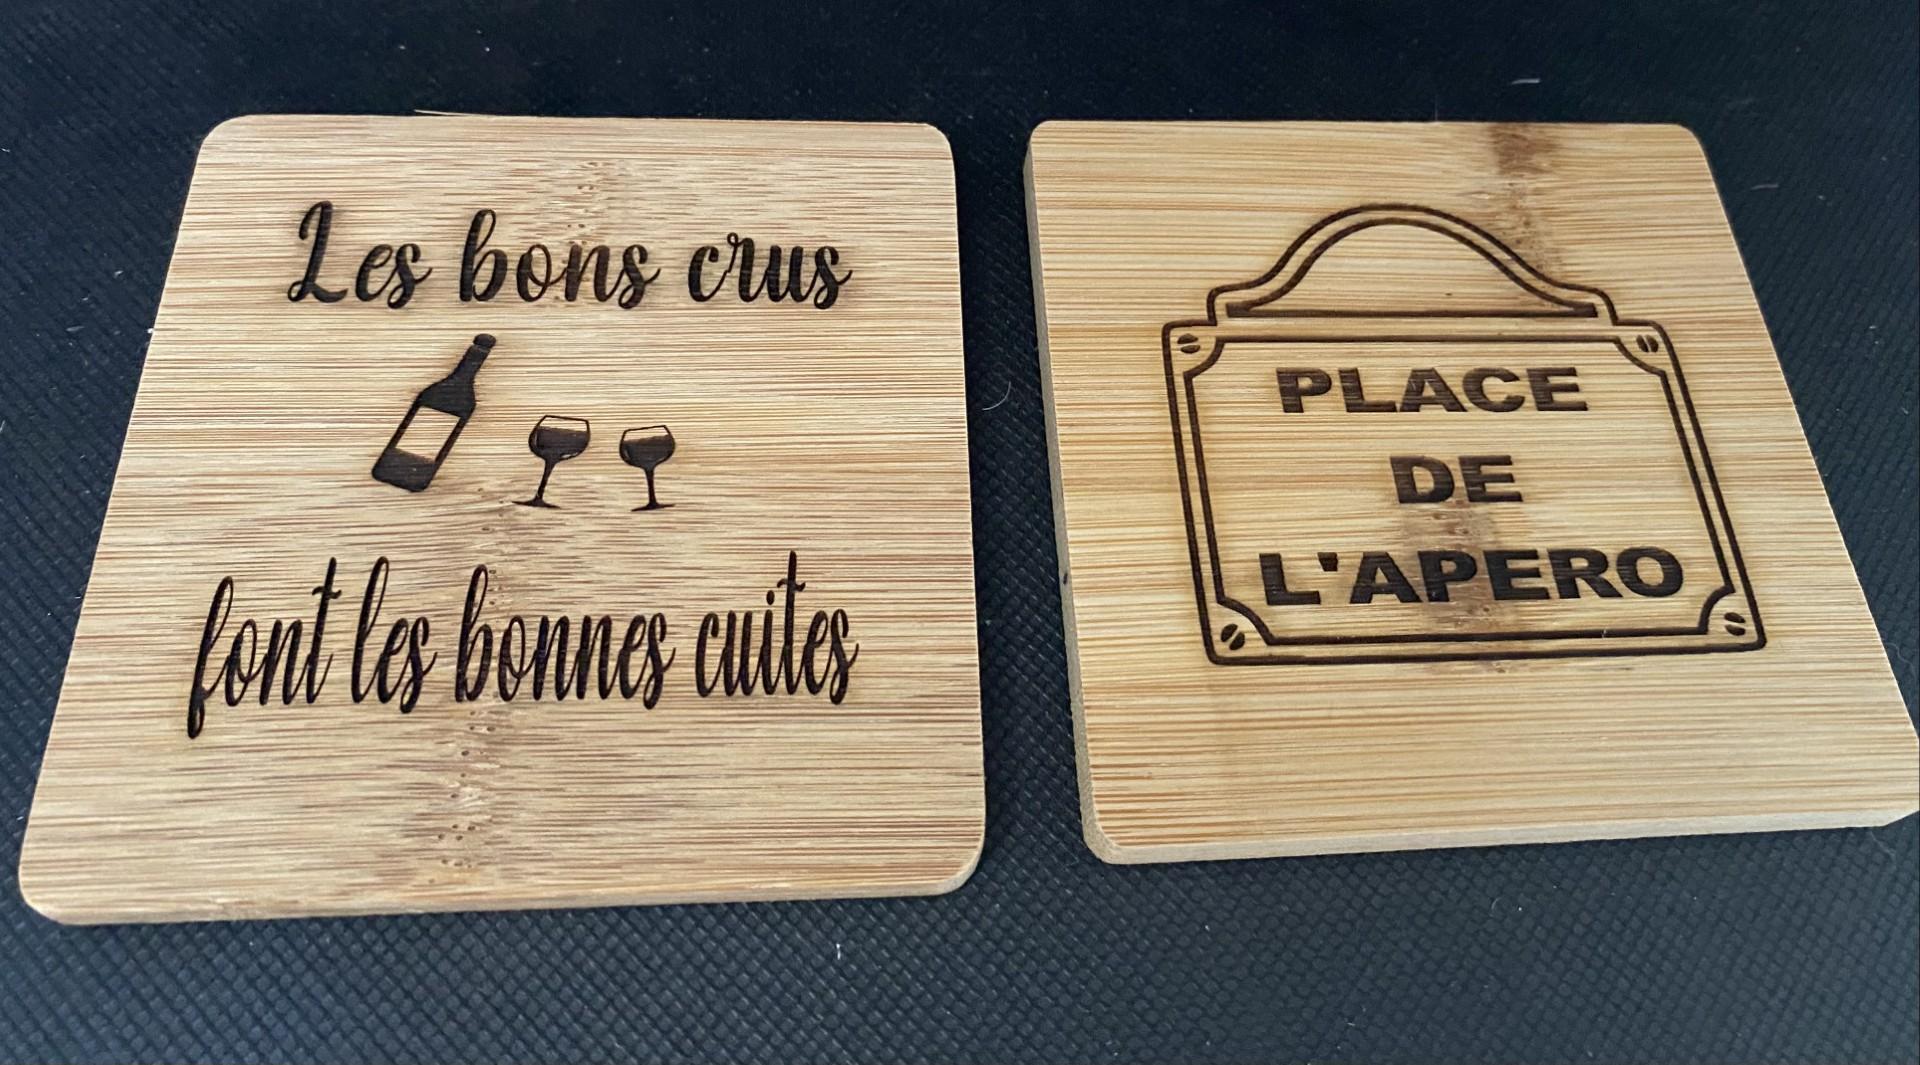 Les bons crus
font les bonnes cuites
PLACE
DE
L'APERO